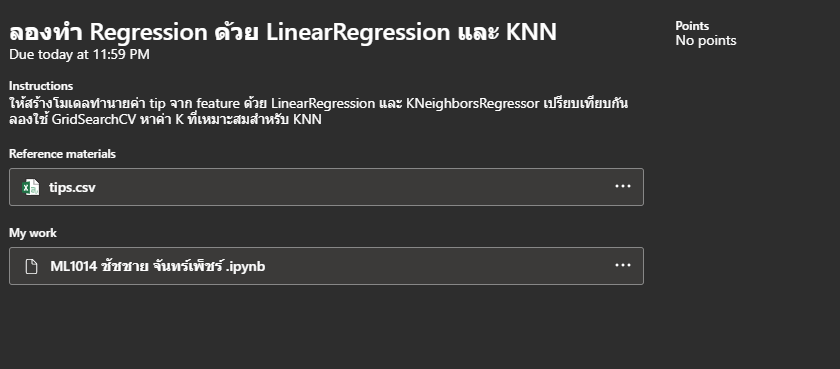 ลองทำ Regression ด้วย LinearRegression และ KNN
Due today at 11:59 PM
Points
No points
Instructions
ให้สร้างโมเดลทำนายค่า tip จาก feature ด้วย LinearRegression และ KNeighborsRegressor เปรียบเทียบกัน
ลองใช้ GridSearchCV หาค่า K ที่เหมาะสมสำหรับ KNN
Reference materials
tips.csv
My work
ML1014 ชัชชาย จันทร์เพ็ชร์ .ipynb